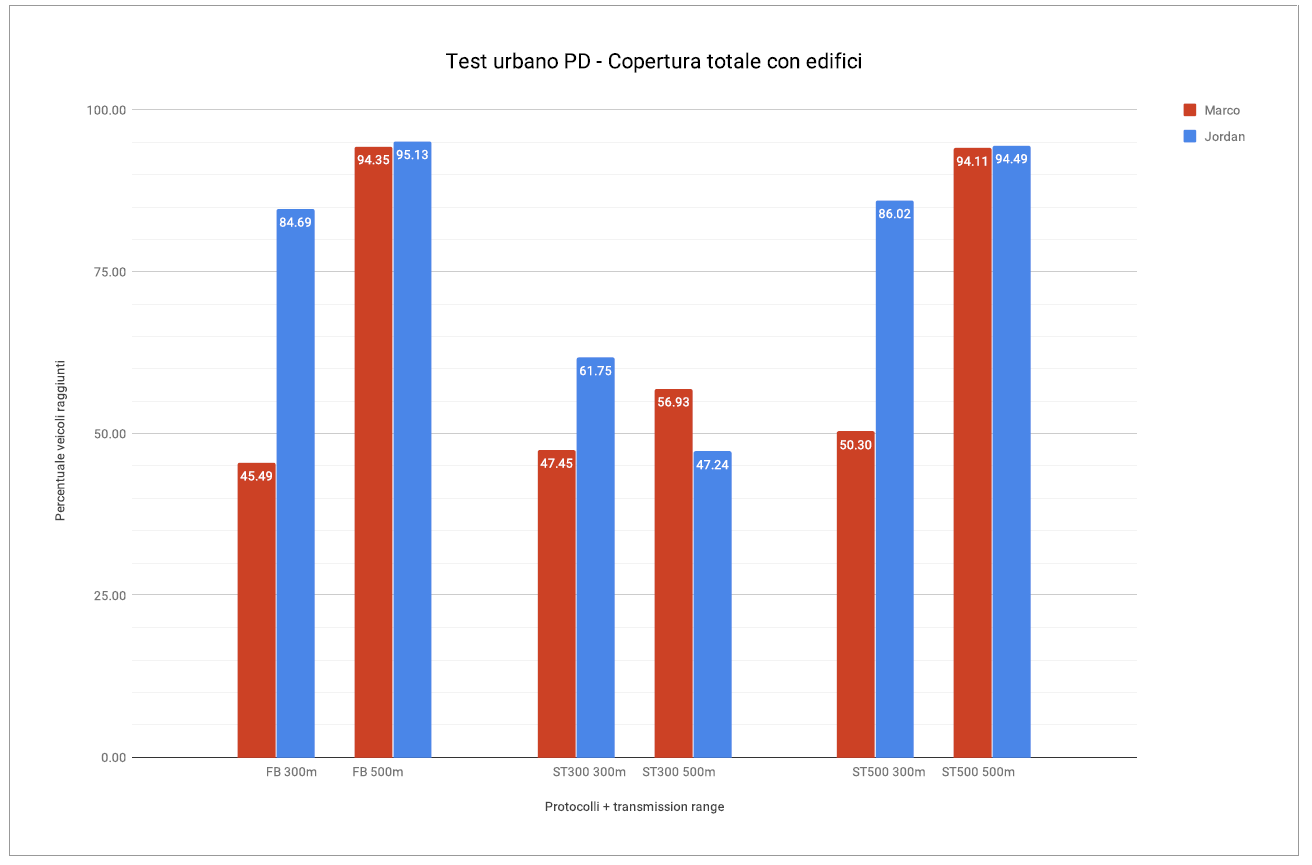 Test urbano PD - Copertura totale con edifici
Marco
Jordan
Percentuale veicoli raggiunti
100.00
75.00
50.00
25.00
0.00
45.49
84.69
94.35
95.13
47.45
61.75
56.93
47.24
50.30
86.02
94.11
94.49
FB 300m
FB 500m
ST300 300m
ST300 500m
ST500 300m
ST500 500m
Protocolli + transmission range